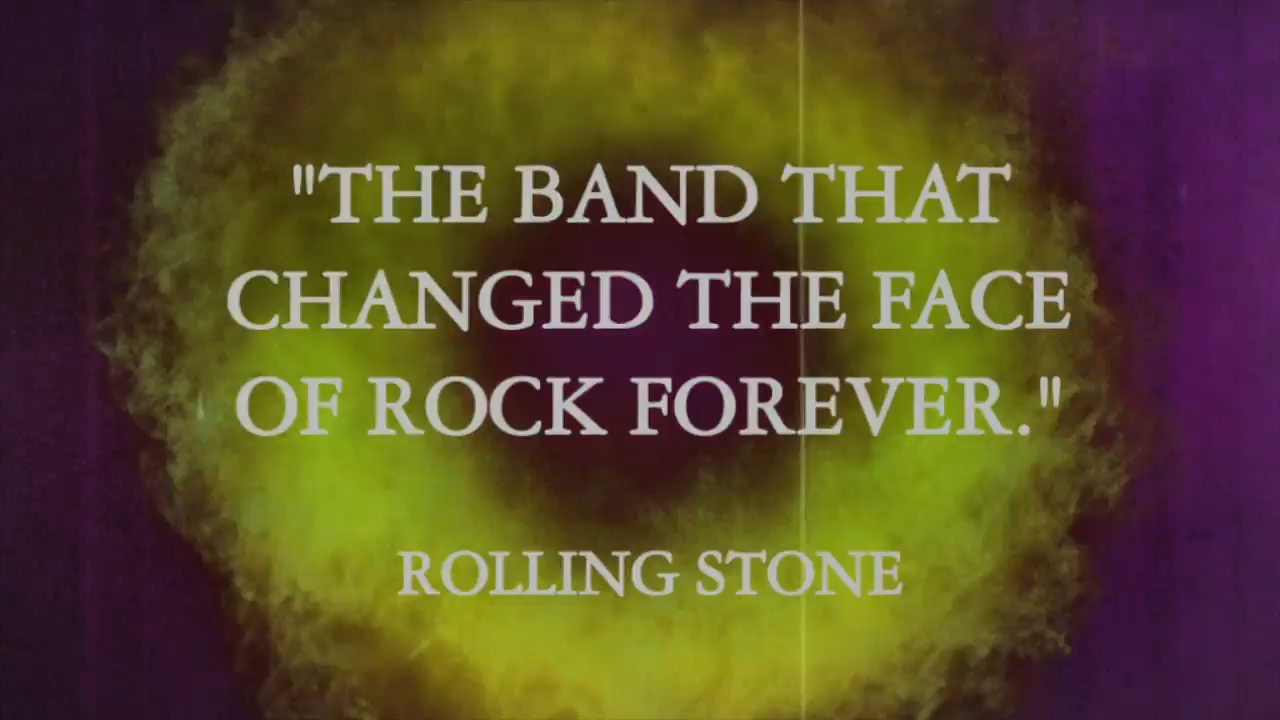 "THE BAND THAT
CHANGED THE FACE
OF ROCK FOREVER."
ROLLING STONE